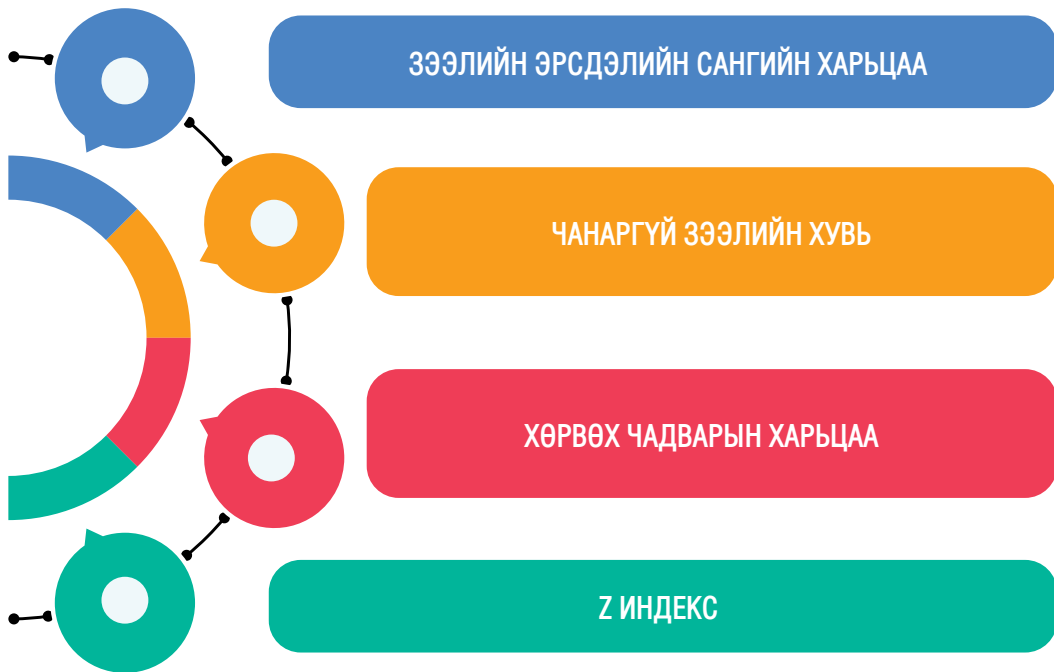 ЗЭЭЛИЙН ЭРСДЭЛИЙН САНГИЙН ХАРЬЦАА
ЧАНАРГҮЙ ЗЭЭЛИЙН ХУВЬ
ХӨРВӨХ ЧАДВАРЫН ХАРЬЦАА
Z ИНДЕКС